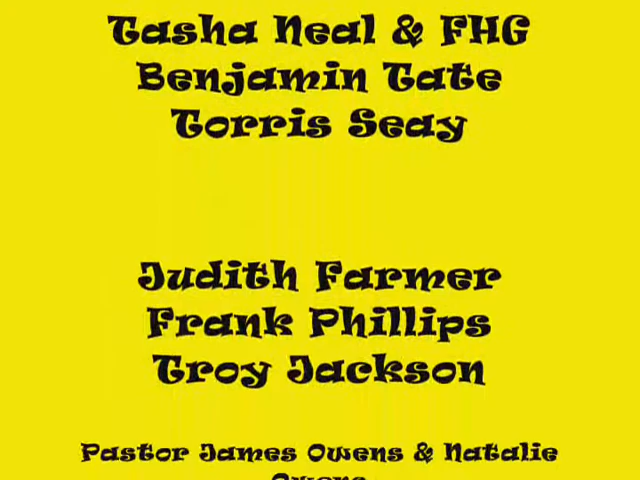 Tasha Neal & FHG
Benjamin Tate
Torris Seay
Judith Farmer
Frank Phillips
Troy Jackson
Pastor James Owens & Natalie